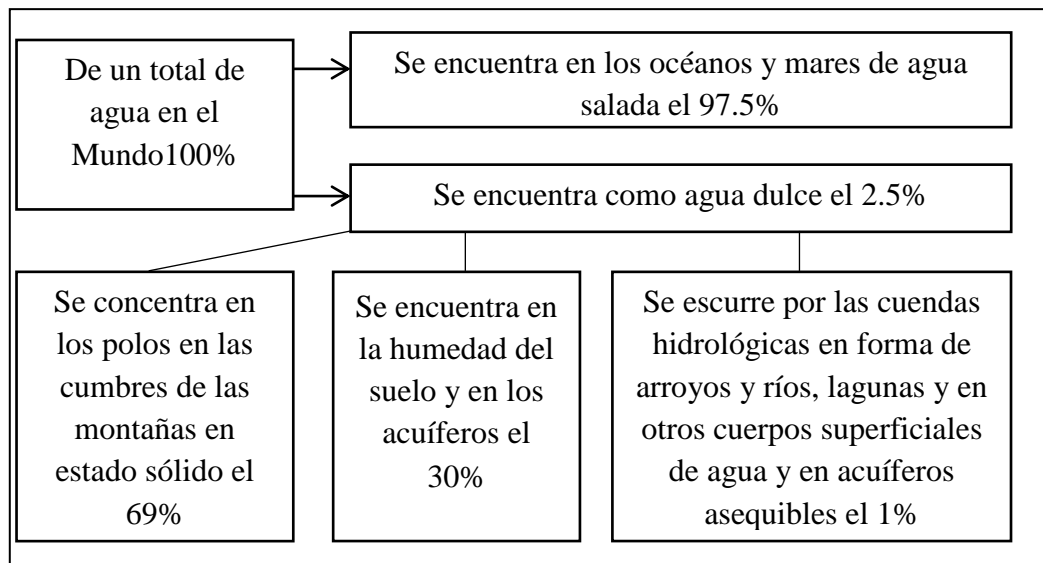 De un total de
agua en el
Mundo100%
Se encuentra en los océanos y mares de agua
salada el 97.5%
Se encuentra como agua dulce el 2.5%
Se concentra en
los polos en las
cumbres de las
montañas en
estado sólido el
69%
Se encuentra en
la humedad del
suelo y en los
acuíferos el
30%
Se escurre por las cuendas
hidrológicas en forma de
arroyos y ríos, lagunas y en
otros cuerpos superficiales
de agua y en acuíferos
asequibles el 1%